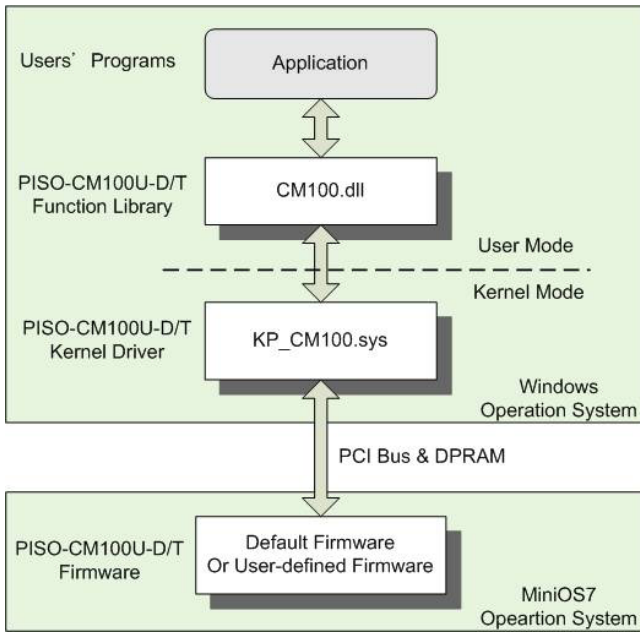 Users' Programs
Application
PISO-CM100U-D/T
Function Library
CM100.dll
User Mode
Kernel Mode
PISO-CM100U-D/T
Kernel Driver
KP_CM100.sys
Windows
Operation System
PCI Bus & DPRAM
PISO-CM100U-D/T
Firmware
Default Firmware
Or User-defined Firmware
MiniOS7
Opeartion System